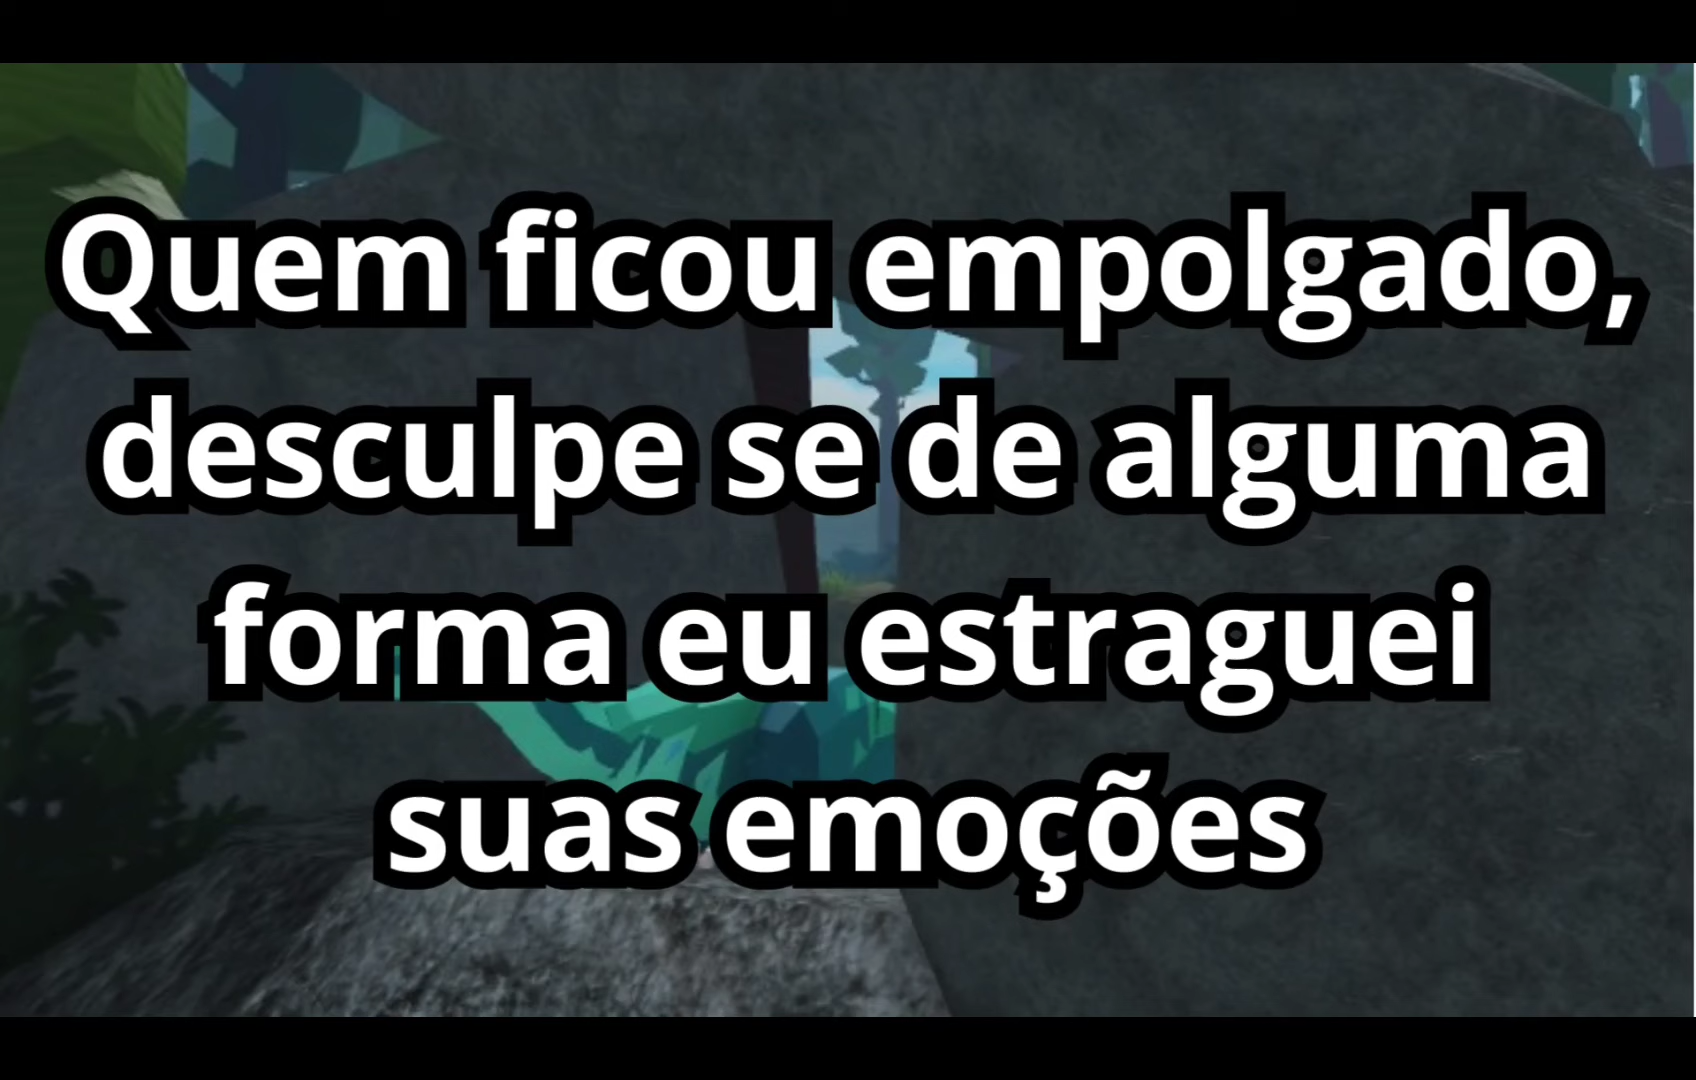 Quem ficou empolgado,
desculpe se de alguma
forma eu estraguei
suas emoções